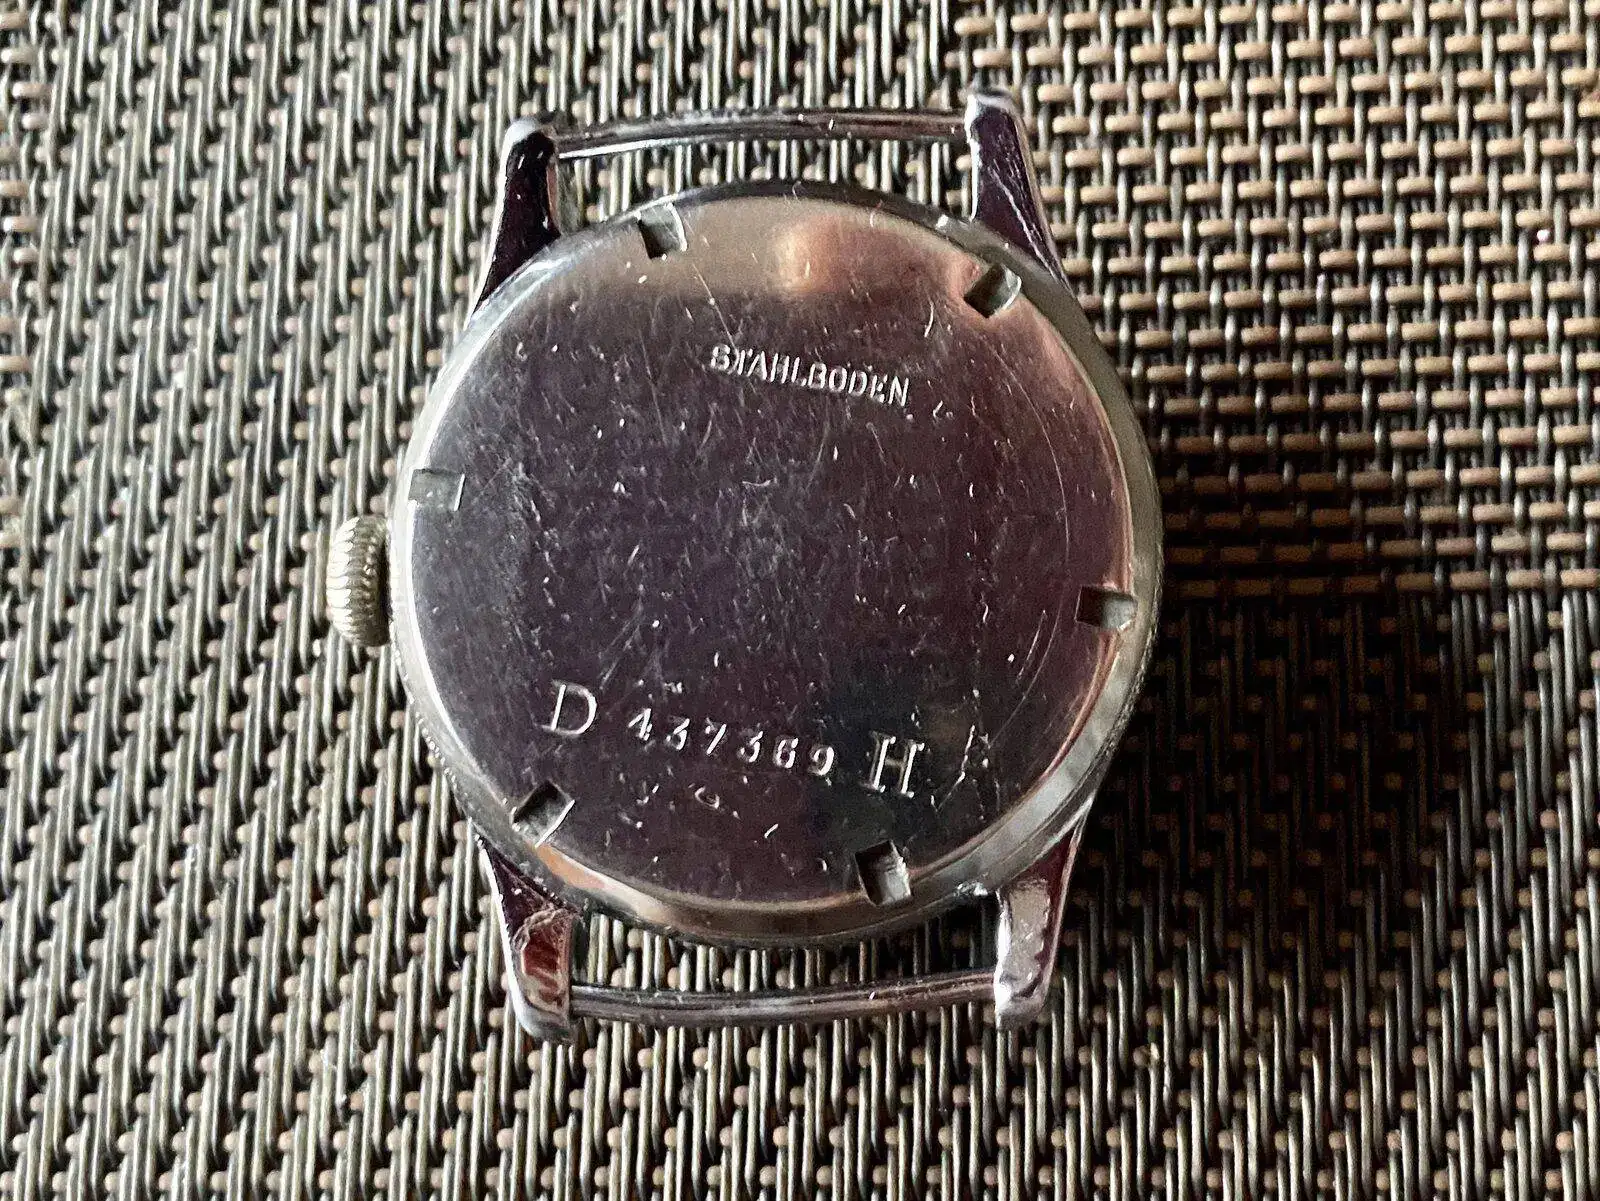 STAHLBODEN
D 437369 H